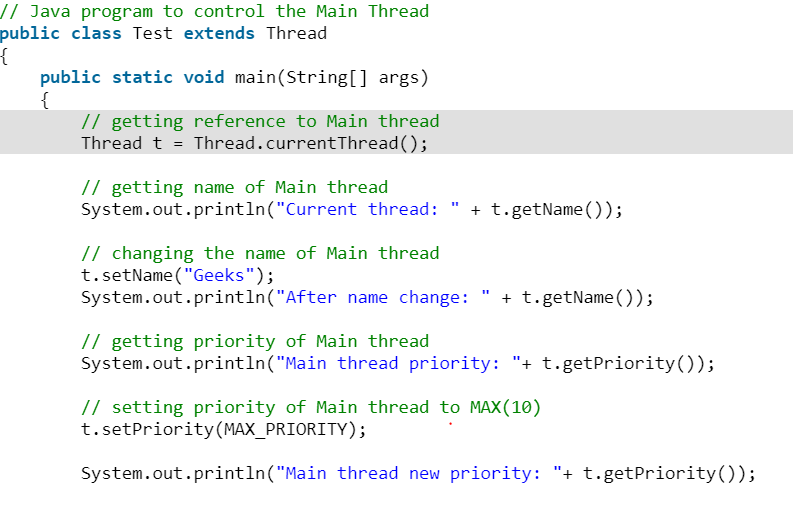 // Java program to control the Main Thread
public class Test extends Thread
{
    public static void main(String[] args)
    {
        // getting reference to Main thread
        Thread t = Thread.currentThread();

        // getting name of Main thread
        System.out.println("Current thread: " + t.getName());

        // changing the name of Main thread
        t.setName("Geeks");
        System.out.println("After name change: " + t.getName());

        // getting priority of Main thread
        System.out.println("Main thread priority: "+ t.getPriority());

        // setting priority of Main thread to MAX(10)
        t.setPriority(MAX_PRIORITY);

        System.out.println("Main thread new priority: "+ t.getPriority());